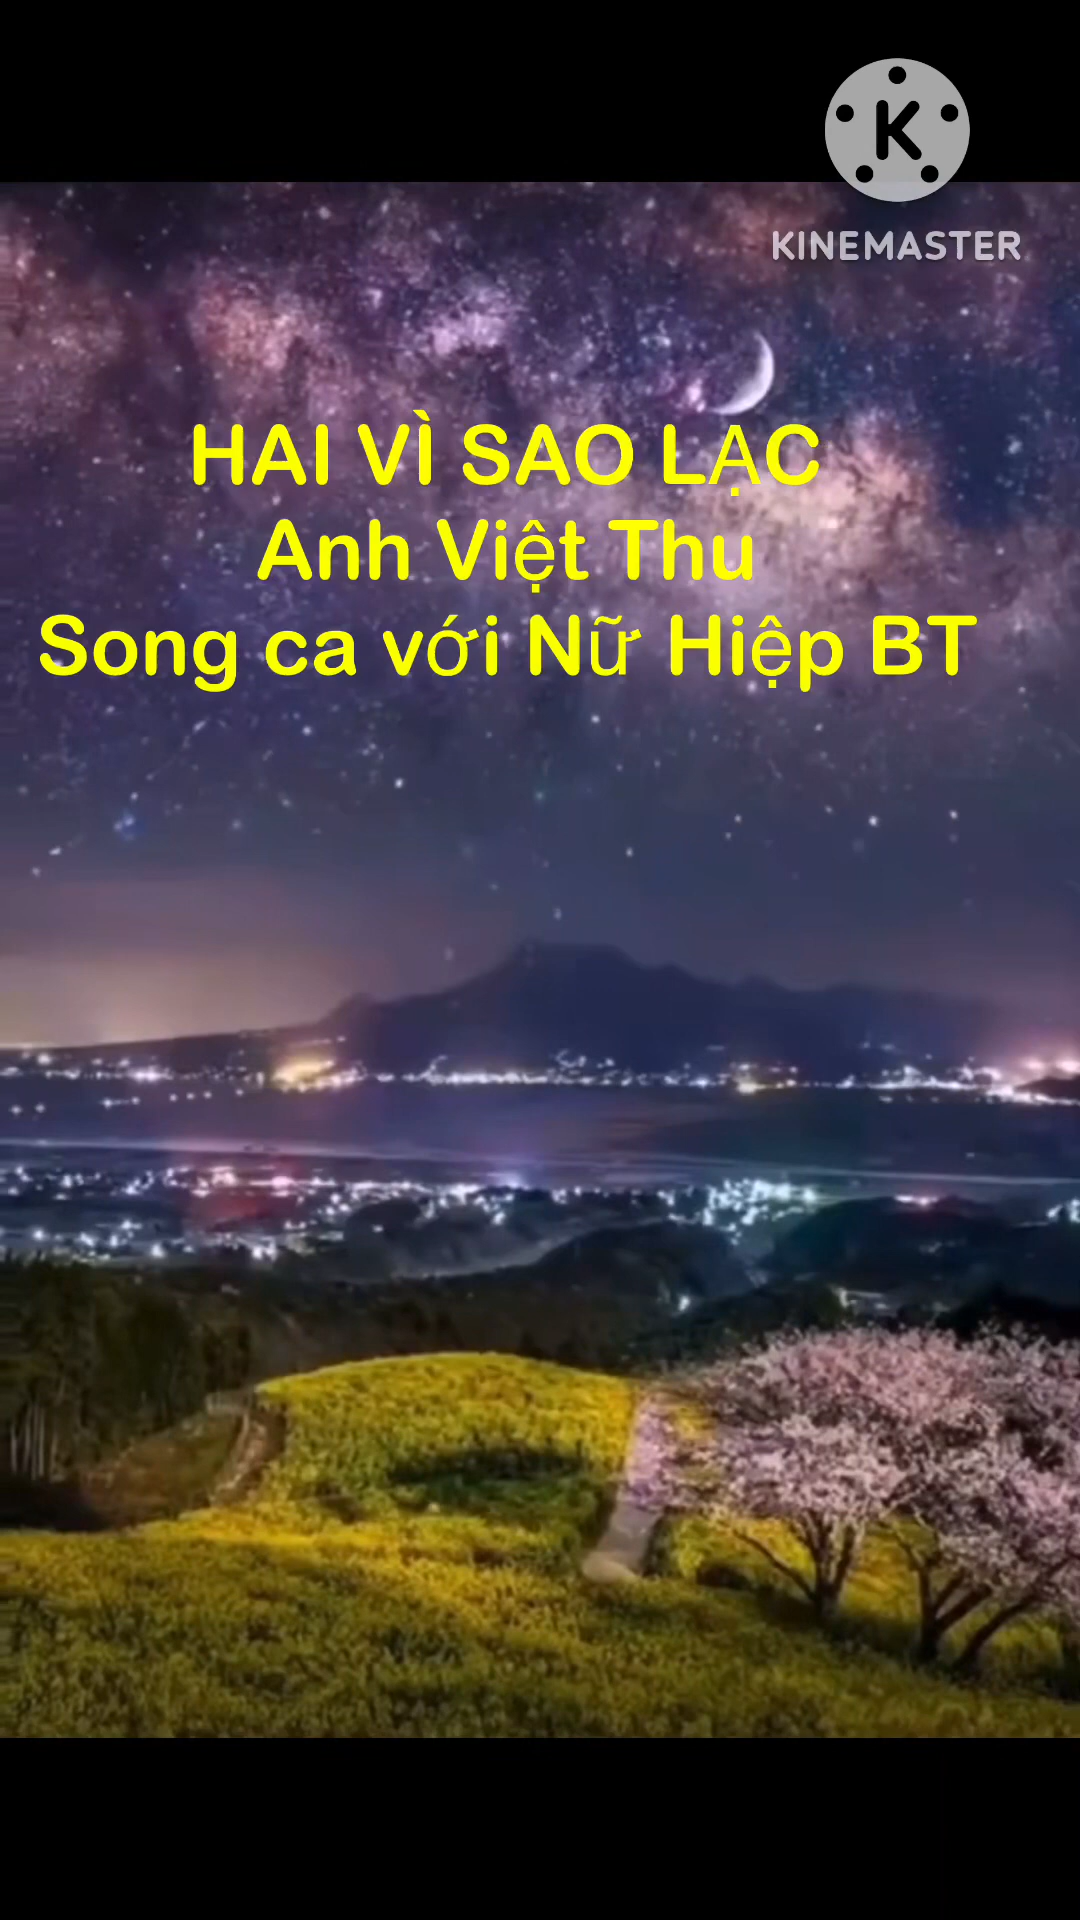 K
KINEMASTER
HAI VÌ SAO LẠC
Anh Việt Thu
Song ca với Nữ Hiệp BT